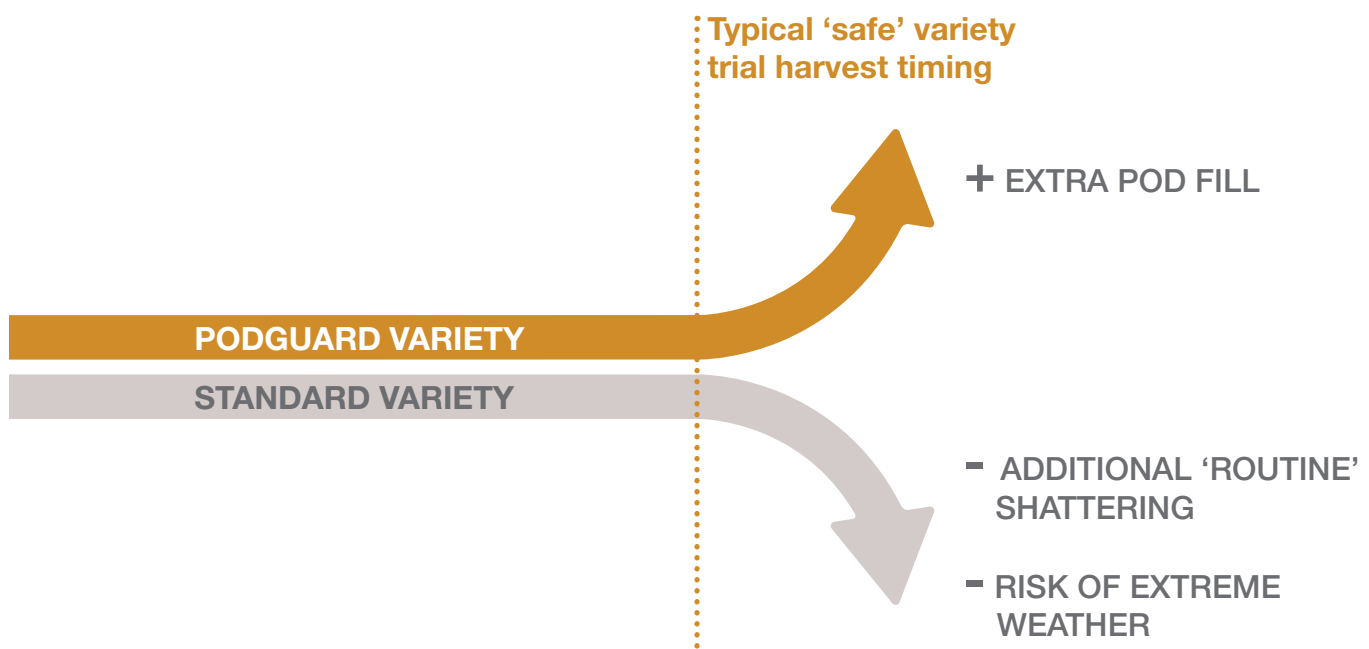 Typical ‘safe’ variety
trial harvest timing
+ EXTRA POD FILL
PODGUARD VARIETY
STANDARD VARIETY
- ADDITIONAL ‘ROUTINE’
SHATTERING
- RISK OF EXTREME
WEATHER